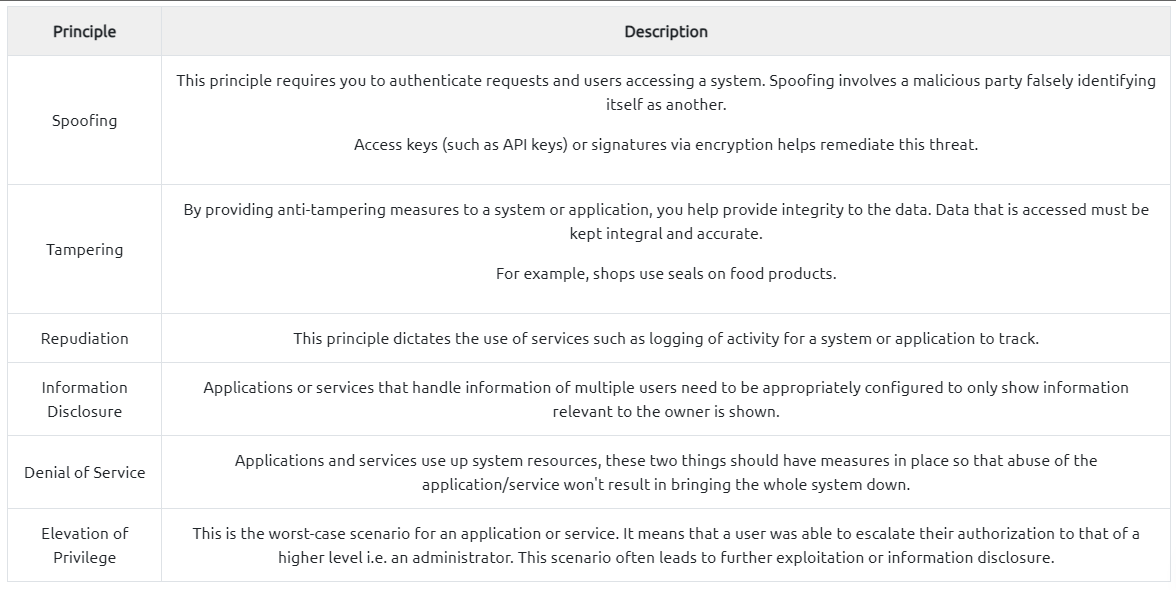 Principle
Description
Spoofing
This principle requires you to authenticate requests and users accessing a system. Spoofing involves a malicious party falsely identifying
itself as another.
Access keys (such as API keys) or signatures via encryption helps remediate this threat.
Tampering
By providing anti-tampering measures to a system or application, you help provide integrity to the data. Data that is accessed must be
kept integral and accurate.
For example, shops use seals on food products.
Repudiation
This principle dictates the use of services such as logging of activity for a system or application to track.
Information
Disclosure
Applications or services that handle information of multiple users need to be appropriately configured to only show information
relevant to the owner is shown.
Denial of Service
Applications and services use up system resources, these two things should have measures in place so that abuse of the
application/service won't result in bringing the whole system down.
Elevation of
Privilege
This is the worst-case scenario for an application or service. It means that a user was able to escalate their authorization to that of a
higher level i.e. an administrator. This scenario often leads to further exploitation or information disclosure.